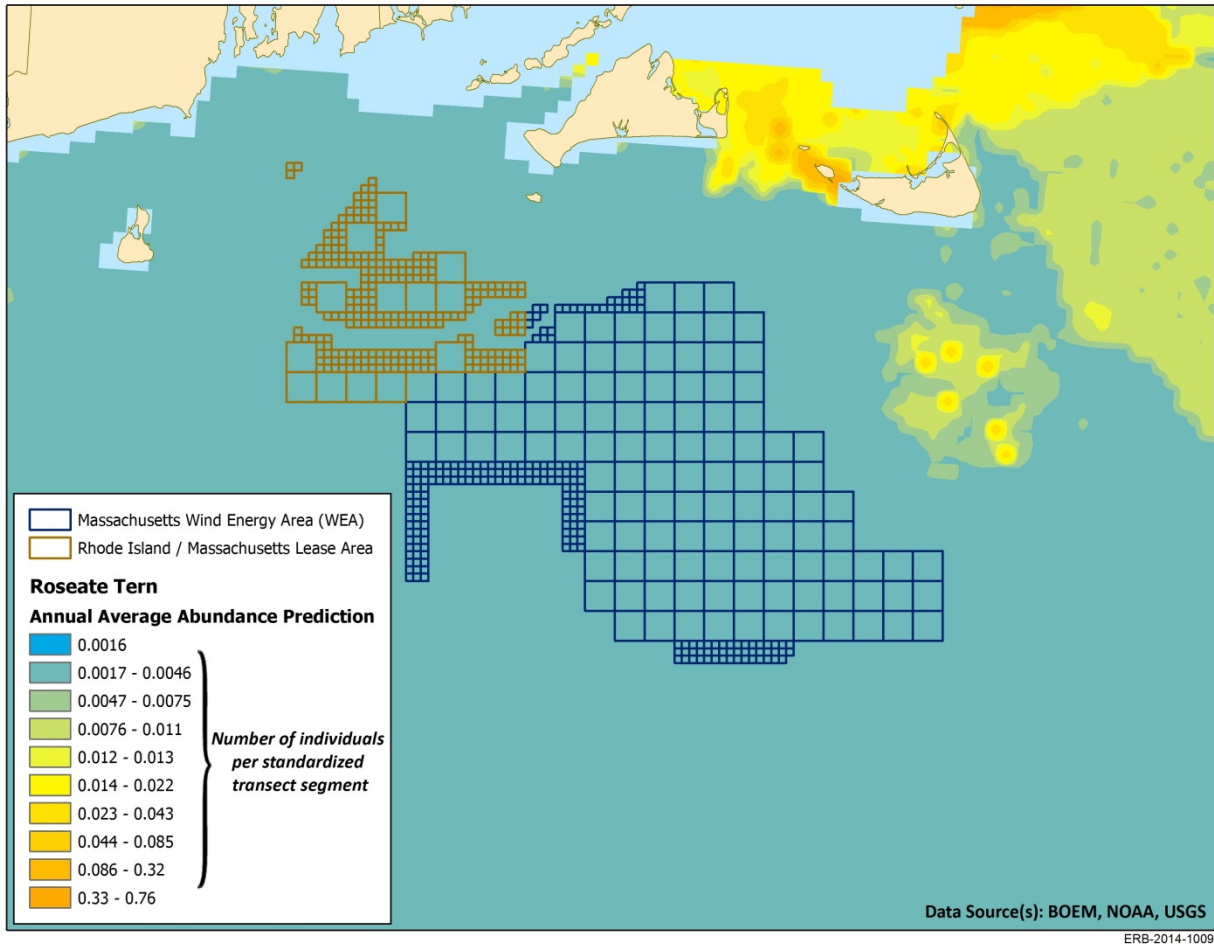 Massachusetts Wind Energy Area (WEA)
Rhode Island / Massachusetts Lease Area
Roseate Tern
Annual Average Abundance Prediction
0.0016
0.0017 - 0.0046
0.0047 - 0.0075
0.0076 - 0.011
0.012 - 0.013
0.014 - 0.022
0.023 - 0.043
0.044 - 0.085
0.086 - 0.32
0.33 - 0.76
Number of individuals
per standardized
transect segment
Data Source(s): BOEM, NOAA, USGS
ERB-2014-1009